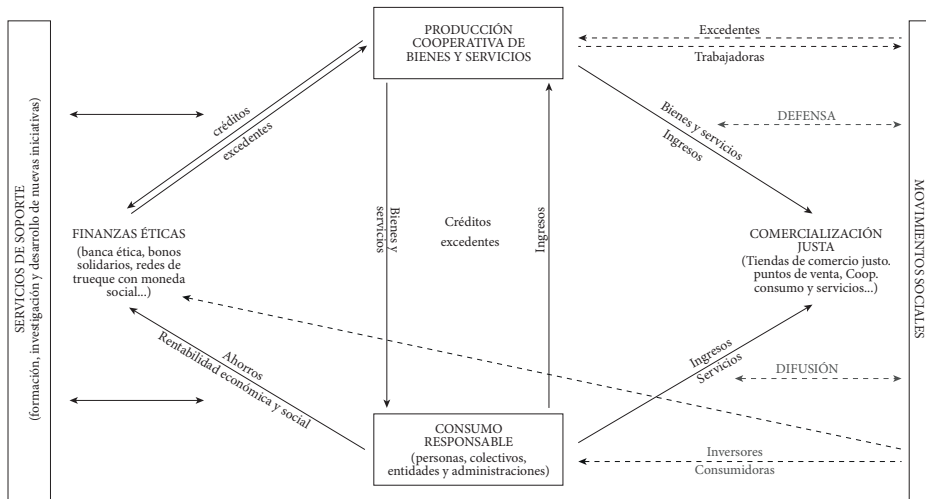 SERVICIOS DE SOPORTE
(formación, investigación y desarrollo de nuevas iniciativas)
PRODUCCIÓN
COOPERATIVA DE
BIENES Y SERVICIOS
Excedentes
Trabajadoras
créditos
excedentes
Bienes y servicios
Ingresos
DEFENSA
FINANZAS ÉTICAS
(banca ética, bonos
solidarios, redes de
trueque con moneda
social...)
Bienes y
servicios
Créditos
excedentes
Ingresos
COMERCIALIZACIÓN
JUSTA
(Tiendas de comercio justo.
puntos de venta, Coop.
consumo y servicios...)
MOVIMIENTOS SOCIALES
Ahorros
Rentabilidad económica y social
Ingresos
Servicios
DIFUSIÓN
CONSUMO
RESPONSABLE
(personas, colectivos,
entidades y administraciones)
Inversores
Consumidoras